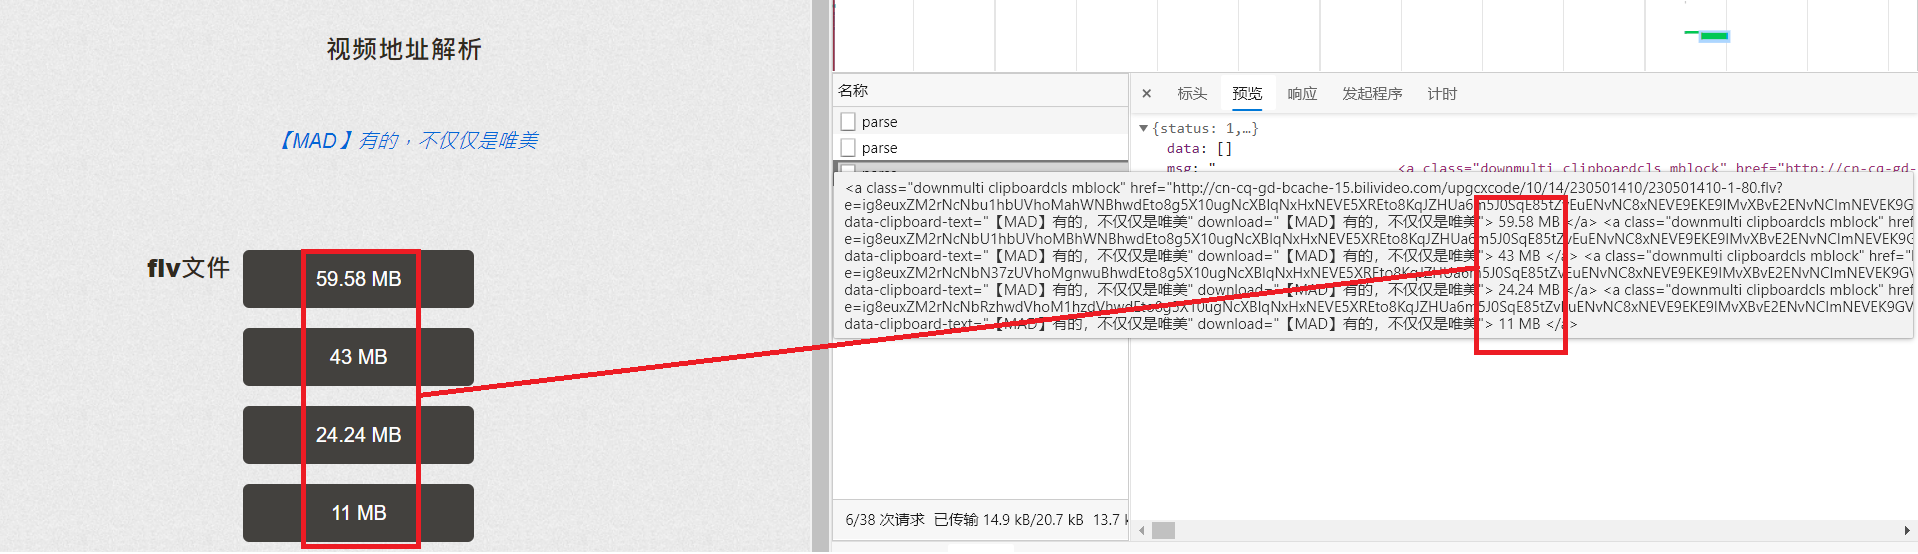 视频地址解析
【MAD】有的，不仅仅是唯美
flv文件
59.58 MB
43 MB
24.24 MB
11 MB
名称
parse
parse
6/38 次请求 已传输 14.9 kB/20.7 kB 13.7 k
× 标头 预览 响应 发起程序 计时
▼{status: 1,…}
data: []
msg: " <a class="downmulti clipboardcls mblock" href="http://cn-cq-gd-
<a class="downmulti clipboardcls mblock" href="http://cn-cq-gd-bcache-15.bilivideo.com/upgcxcode/10/14/230501410/230501410-1-80.flv?
e=ig8euxZM2rNcNbu1hbUVhoMahWNBhwdEto8g5X10ugNcXBlqNxHxNEVE5XREto8KqJZHUa6m5J0SqE85tZvEuENvNC8xNEVE9EKE9IMvXBvE2ENvNCImNEVEK9G
data-clipboard-text="【MAD】有的，不仅仅是唯美" download="【MAD】有的，不仅仅是唯美"> 59.58 MB </a> <a class="downmulti clipboardcls mblock" href
e=ig8euxZM2rNcNbU1hbUVhoMBhWNBhwdEto8g5X10ugNcXBlqNxHxNEVE5XREto8KqJZHUa6m5J0SqE85tZvEuENvNC8xNEVE9EKE9IMvXBvE2ENvNCImNEVEK9G
data-clipboard-text="【MAD】有的，不仅仅是唯美" download="【MAD】有的，不仅仅是唯美"> 43 MB </a> <a class="downmulti clipboardcls mblock" href="
e=ig8euxZM2rNcNbN37zUVhoMgnwuBhwdEto8g5X10ugNcXBlqNxHxNEVE5XREto8KqJZHUa6m5J0SqE85tZvEuENvNC8xNEVE9EKE9IMvXBvE2ENvNCImNEVEK9GV
data-clipboard-text="【MAD】有的，不仅仅是唯美" download="【MAD】有的，不仅仅是唯美"> 24.24 MB </a> <a class="downmulti clipboardcls mblock" href
e=ig8euxZM2rNcNbRzhwdVhoM1hzdVhwdEto8g5X10ugNcXBlqNxHxNEVE5XREto8KqJZHUa6m5J0SqE85tZvEuENvNC8xNEVE9EKE9IMvXBvE2ENvNCImNEVEK9GV
data-clipboard-text="【MAD】有的，不仅仅是唯美" download="【MAD】有的，不仅仅是唯美"> 11 MB </a>